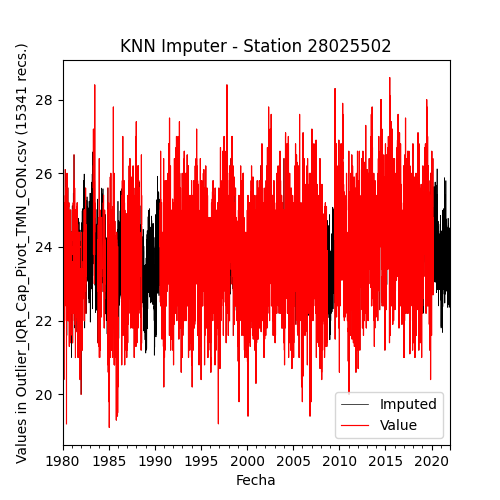 KNN Imputer - Station 28025502
Values in Outlier_IQR_Cap_Pivot_TMN_CON.csv (15341 recs.)
28
26
24
22
20
Imputed
Value
1980 1985 1990 1995 2000 2005 2010 2015 2020
Fecha